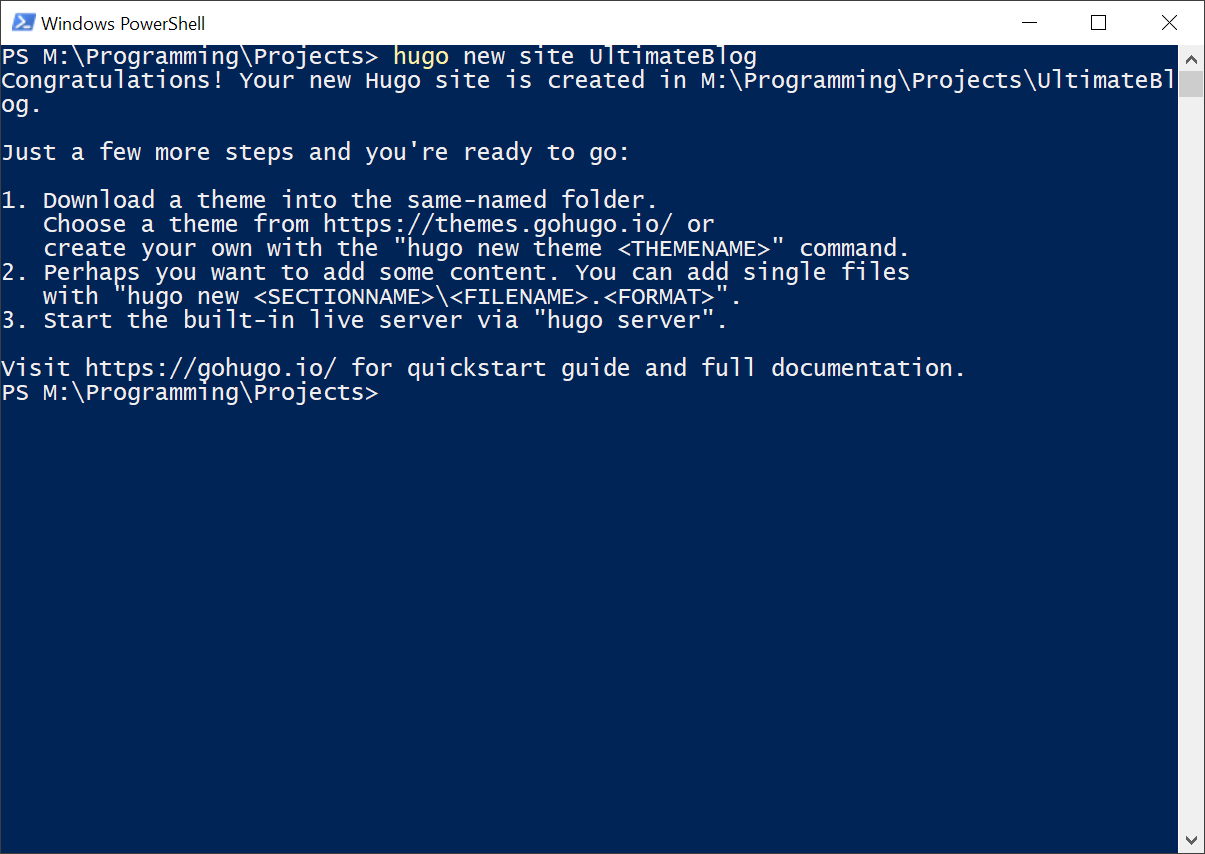 Windows PowerShell
PS M:\Programming\Projects> hugo new site UltimateBlog
Congratulations! Your new Hugo site is created in M:\Programming\Projects\UltimateBl
og.
Just a few more steps and you're ready to go:
1. Download a theme into the same-named folder.
   Choose a theme from https://themes.gohugo.io/ or
   create your own with the "hugo new theme <THEMENAME>" command.
2. Perhaps you want to add some content. You can add single files
   with "hugo new <SECTIONNAME>\<FILENAME>.<FORMAT>".
3. Start the built-in live server via "hugo server".
Visit https://gohugo.io/ for quickstart guide and full documentation.
PS M:\Programming\Projects>